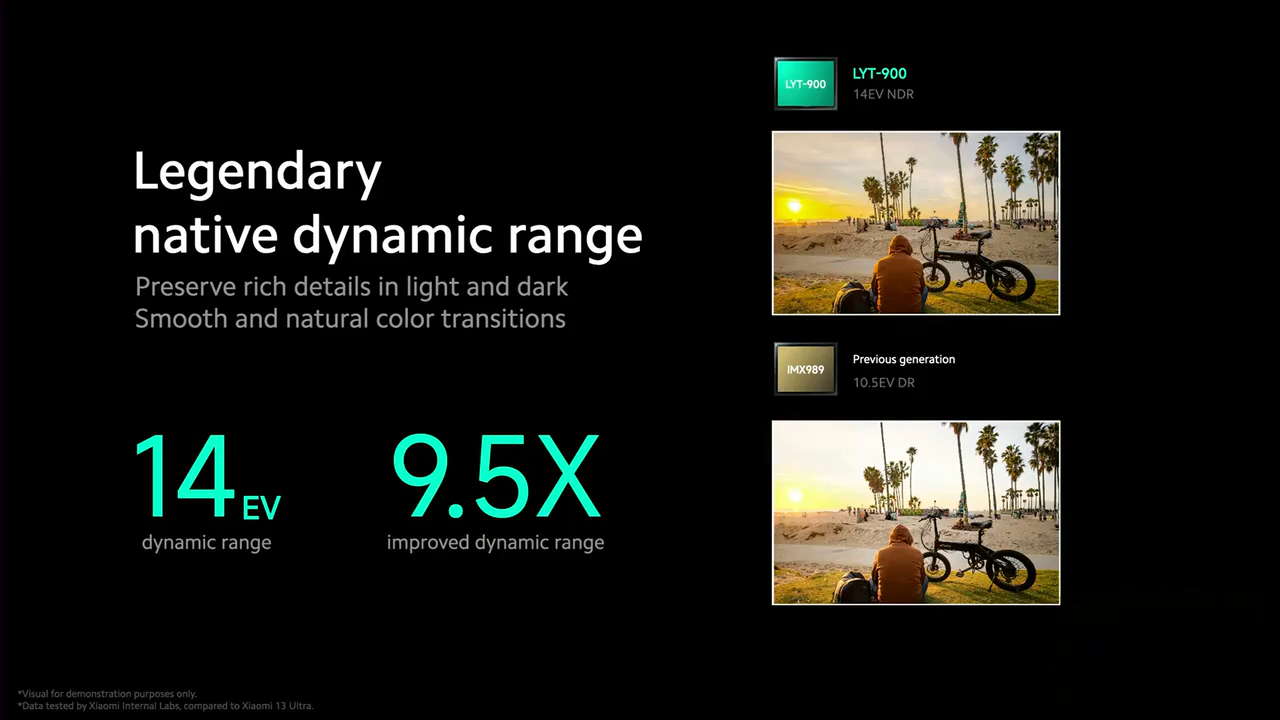 Legendary
native dynamic range
Preserve rich details in light and dark
Smooth and natural color transitions
14 EV
dynamic range
9.5X
improved dynamic range
LYT-900
LYT-900
14EV NDR
IMX989
Previous generation
10.5EV DR
*Visual for demonstration purposes only.
*Data tested by Xiaomi Internal Labs, compared to Xiaomi 13 Ultra.